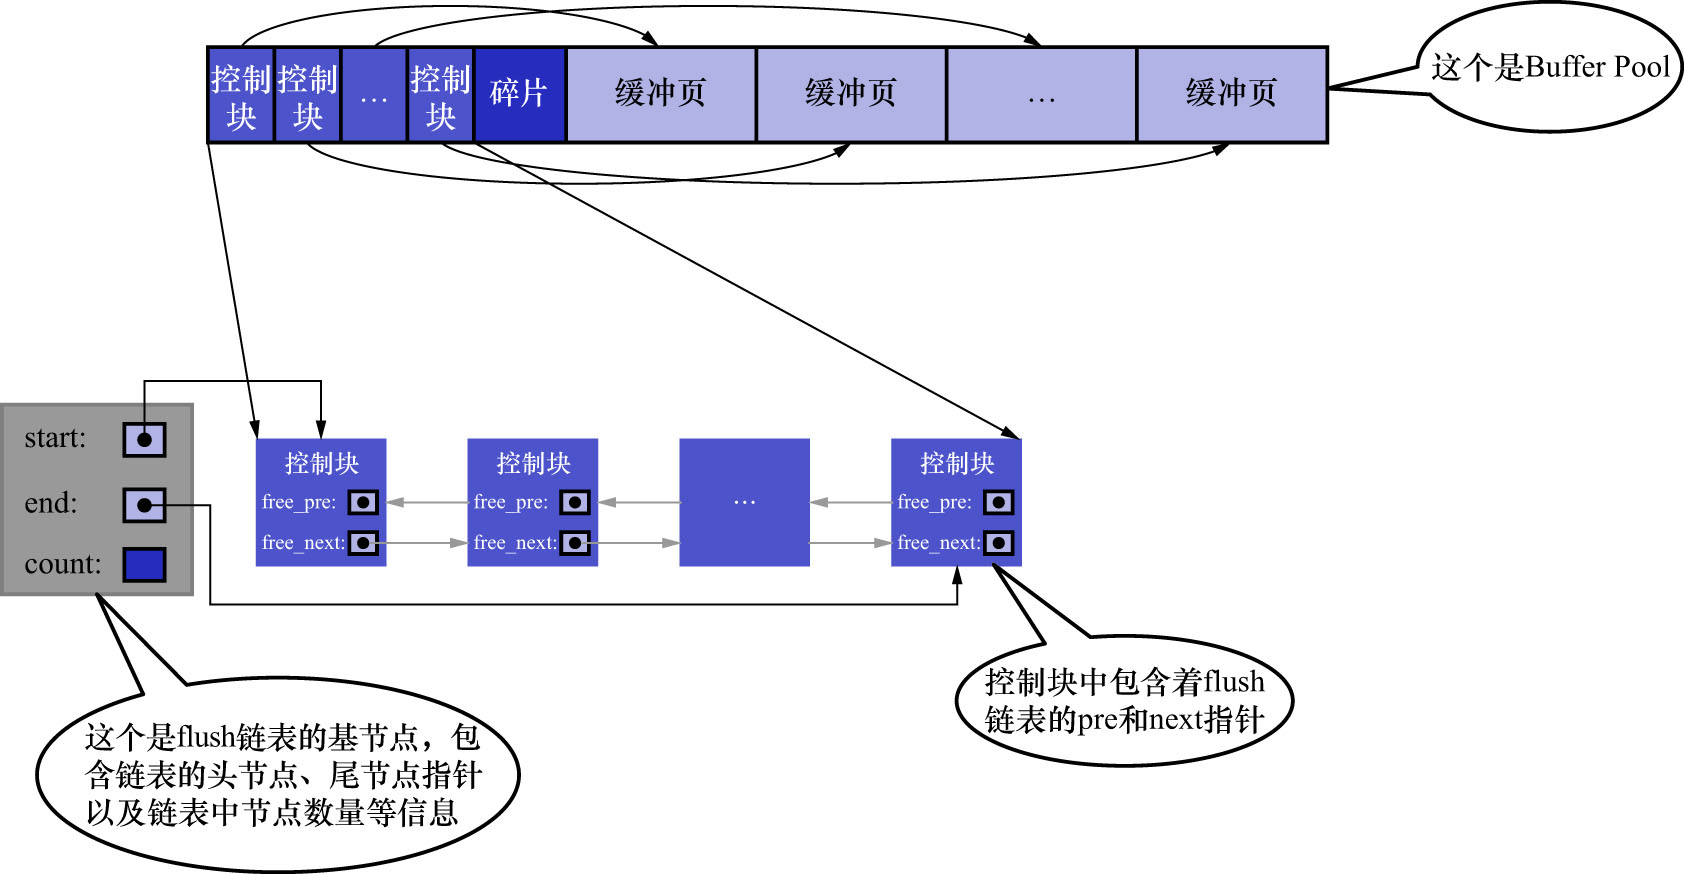 控制块
控制块
…
控制块
碎片
缓冲页
缓冲页
…
缓冲页
这个是Buffer Pool
start:
end:
count:
控制块
free_pre:
free_next:
控制块
free_pre:
free_next:
…
控制块
free_pre:
free_next:
控制块中包含着flush
链表的pre和next指针
这个是flush链表的基节点，包
含链表的头节点、尾节点指针
以及链表中节点数量等信息